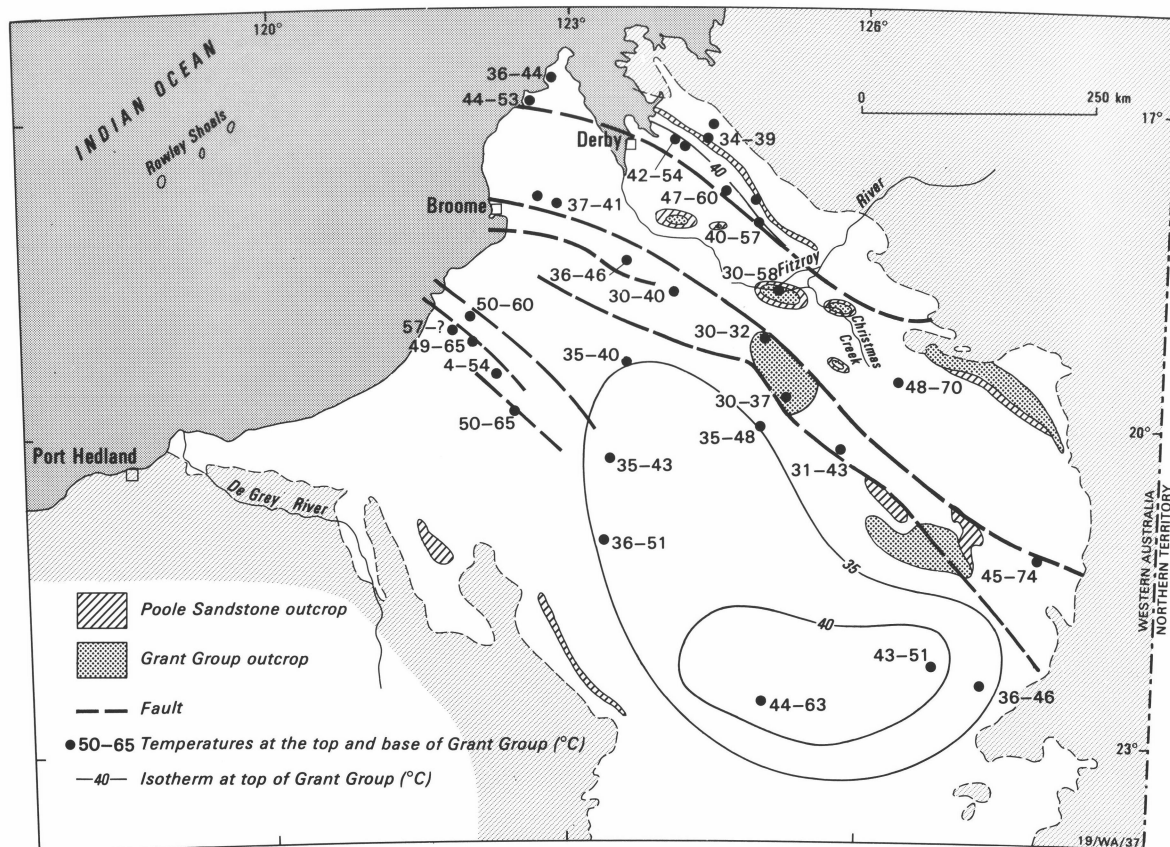 120°
123°
126°
INDIAN OCEAN
Rowley Shoals
36–44
44–53
0 250 km
17°
34–39
Derby
42–54
40
47–60
River
Broome
37–41
40–57
36–46
30–58
Fitzroy
30–40
50–60
57–?
49–65
4–54
50–65
30–32
Christmas
Creek
35–40
48–70
30–37
35–48
20°
Port Hedland
35–43
31–43
De Grey River
36–51
35
45–74
WESTERN AUSTRALIA
NORTHERN TERRITORY
40
43–51
44–63
36–46
Poole Sandstone outcrop
Grant Group outcrop
Fault
50–65 Temperatures at the top and base of Grant Group (°C)
—40— Isotherm at top of Grant Group (°C)
23°
19/WA/37